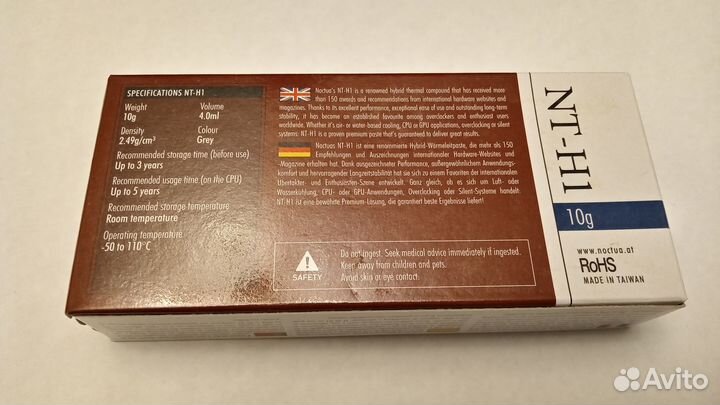 SPECIFICATIONS NT-H1
Weight Volume
10g 4.0ml
Density Colour
2.49g/cm³ Grey
Recommended storage time (before use)
Up to 3 years
Recommended usage time (on the CPU)
Up to 5 years
Recommended storage temperature
Room temperature
Operating temperature
-50 to 110°C
Noctua's NT-H1 is a renowned hybrid thermal compound that has received more
than 150 awards and recommendations from international hardware websites and
magazines. Thanks to its excellent performance, exceptional ease of use and outstanding long-term
stability, it has become an established favourite among overclockers and enthusiast users
worldwide. Whether it's air- or water-based cooling, CPU or GPU applications, overclocking or silent
systems: NT-H1 is a proven premium paste that's guaranteed to deliver great results.
Noctuas NT-H1 ist eine renommierte Hybrid-Wärmeleitpaste, die mehr als 150
Empfehlungen und Auszeichnungen internationaler Hardware-Websites und
-Magazine erhalten hat. Dank ausgezeichneter Performance, außergewöhnlichem Anwendungs-
komfort und hervorragender Langzeitstabilität hat sie sich zu einem Favoriten der internationalen
Übertakter- und Enthusiasten-Szene entwickelt. Ganz gleich, ob es sich um Luft- oder
Wasserkühlung, CPU- oder GPU-Anwendungen, Overclocking oder Silent-Systeme handelt:
NT-H1 ist eine bewährte Premium-Lösung, die garantiert beste Ergebnisse liefert!
SAFETY
Do not ingest. Seek medical advice immediately if ingested.
Keep away from children and pets.
Avoid skin or eye contact.
NT-H1
10g
www.noctua.at
RoHS
MADE IN TAIWAN
Avito